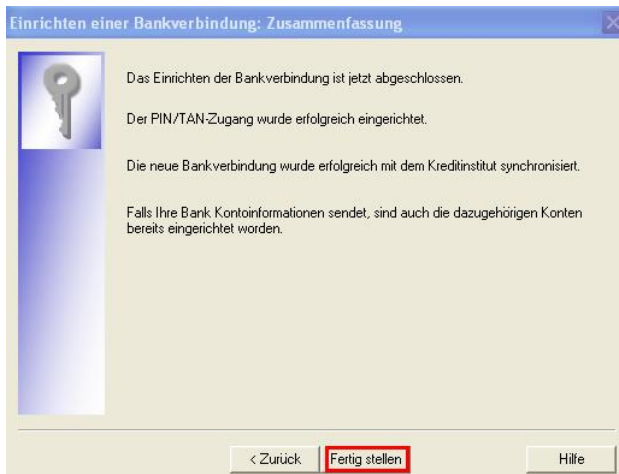 Einrichten einer Bankverbindung: Zusammenfassung
Das Einrichten der Bankverbindung ist jetzt abgeschlossen.
Der PIN/TAN-Zugang wurde erfolgreich eingerichtet.
Die neue Bankverbindung wurde erfolgreich mit dem Kreditinstitut synchronisiert.
Falls Ihre Bank Kontoinformationen sendet, sind auch die dazugehörigen Konten
bereits eingerichtet worden.
< Zurück Fertig stellen Hilfe